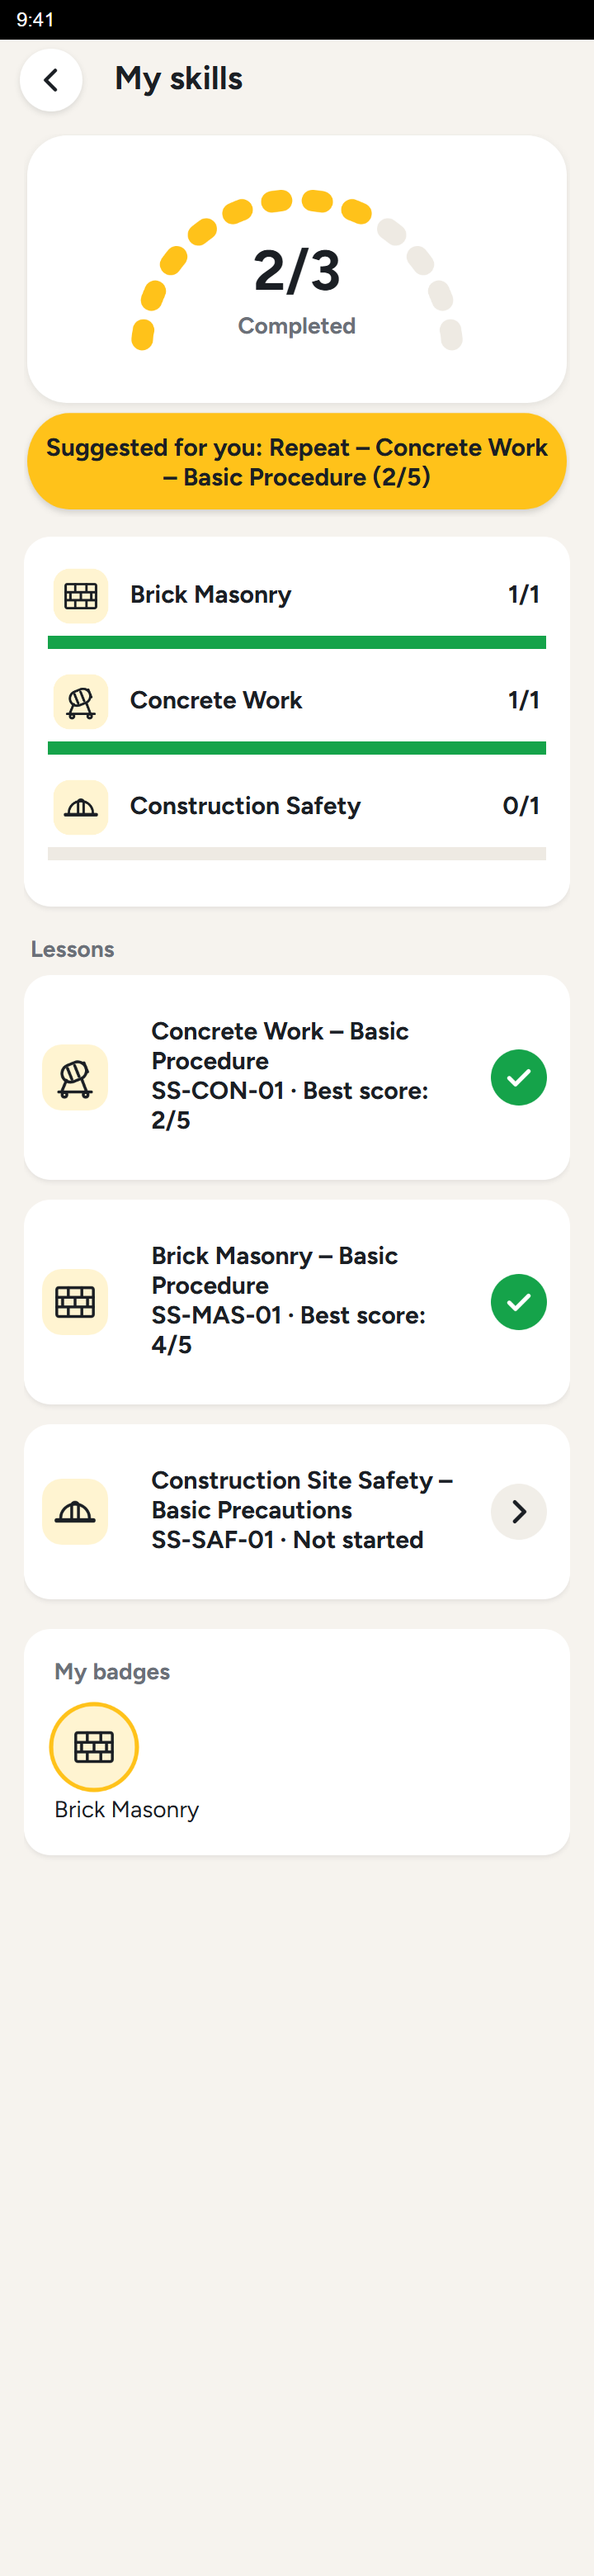 9:41
My skills
2/3
Completed
Suggested for you: Repeat – Concrete Work
– Basic Procedure (2/5)
Brick Masonry 1/1
Concrete Work 1/1
Construction Safety 0/1
Lessons
Concrete Work – Basic
Procedure
SS-CON-01 · Best score:
2/5
Brick Masonry – Basic
Procedure
SS-MAS-01 · Best score:
4/5
Construction Site Safety –
Basic Precautions
SS-SAF-01 · Not started
My badges
Brick Masonry